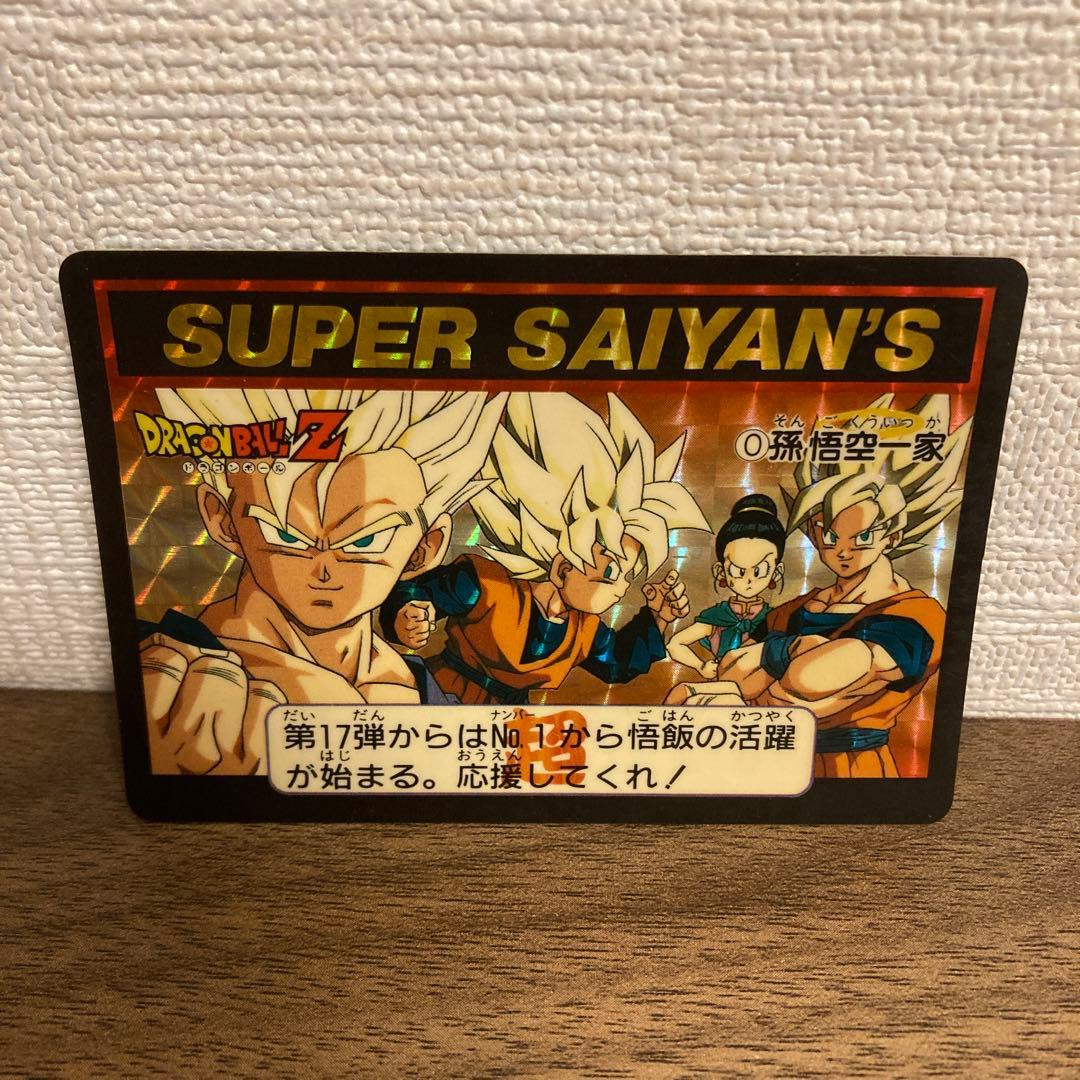 SUPER SAIYAN'S
DRAGON BALL Z
ドラゴンボール
そんごくういっか
○孫悟空一家
だいだんナンバーごはんかつやく
第17弾からはNo.1から悟飯の活躍
はじおうえん
が始まる。応援してくれ!
超